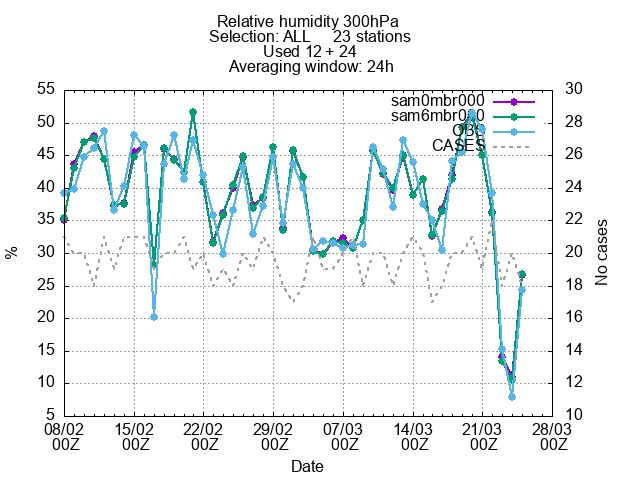 Relative humidity 300hPa
Selection: ALL 23 stations
Used 12 + 24
Averaging window: 24h
sam0mbr000
sam6mbr000
OBS
CASES
55
50
45
40
35
30
25
20
15
10
5
%
30
28
26
24
22
20
18
16
14
12
10
No cases
08/02 15/02 22/02 29/02 07/03 14/03 21/03 28/03
00Z 00Z 00Z 00Z 00Z 00Z 00Z 00Z
Date